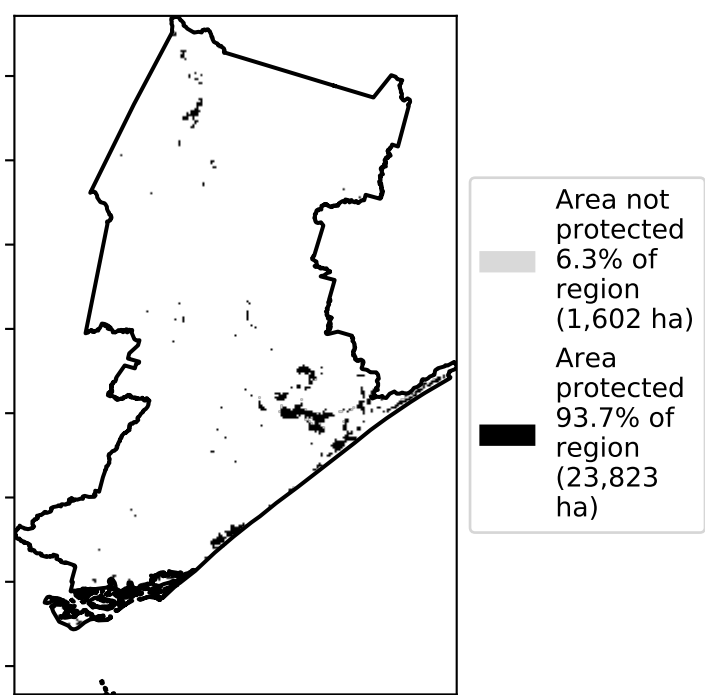 Area not
protected
6.3% of
region
(1,602 ha)
Area
protected
93.7% of
region
(23,823
ha)